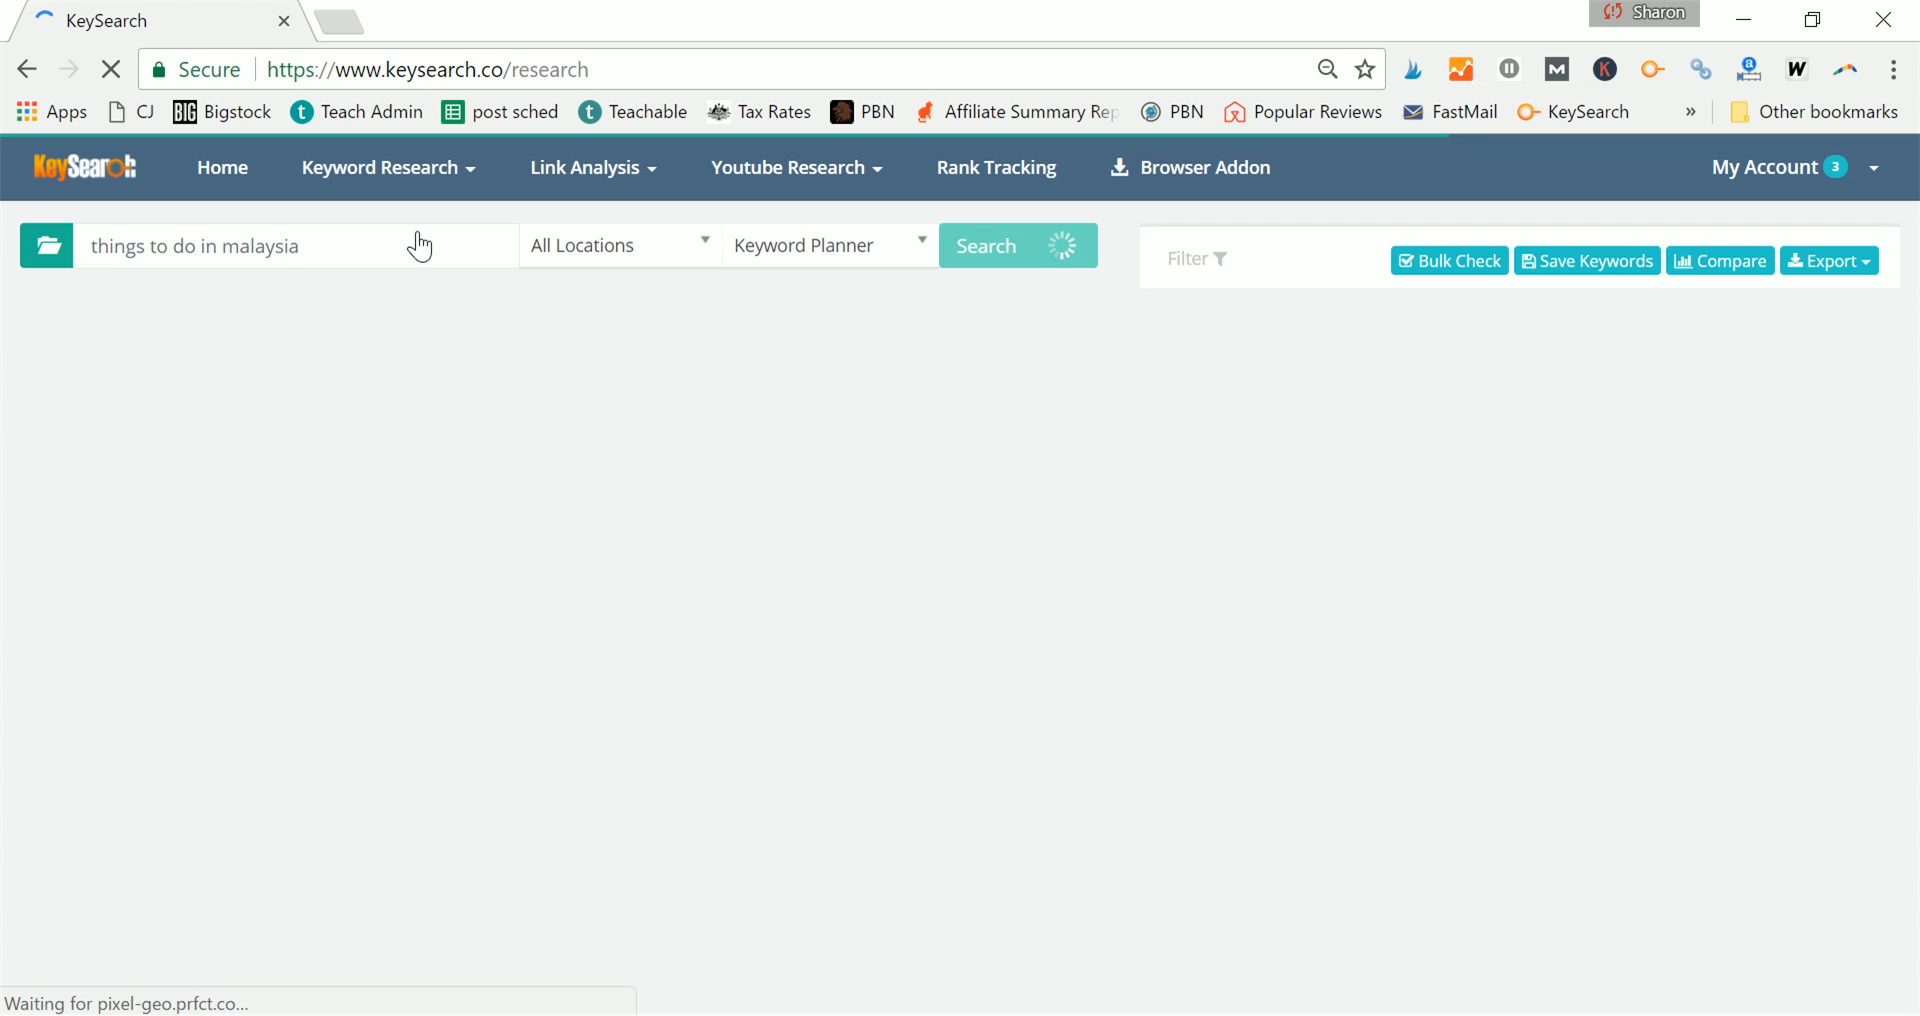 KeySearch
Sharon
Secure https://www.keysearch.co/research
M K a W
Apps CJ BIG Bigstock t Teach Admin post sched t Teachable Tax Rates PBN Affiliate Summary Rep PBN Popular Reviews FastMail KeySearch » Other bookmarks
KeySearch Home Keyword Research Link Analysis Youtube Research Rank Tracking Browser Addon My Account 3
things to do in malaysia All Locations Keyword Planner Search
Filter Bulk Check Save Keywords Compare Export
Waiting for pixel-geo.prfct.co...